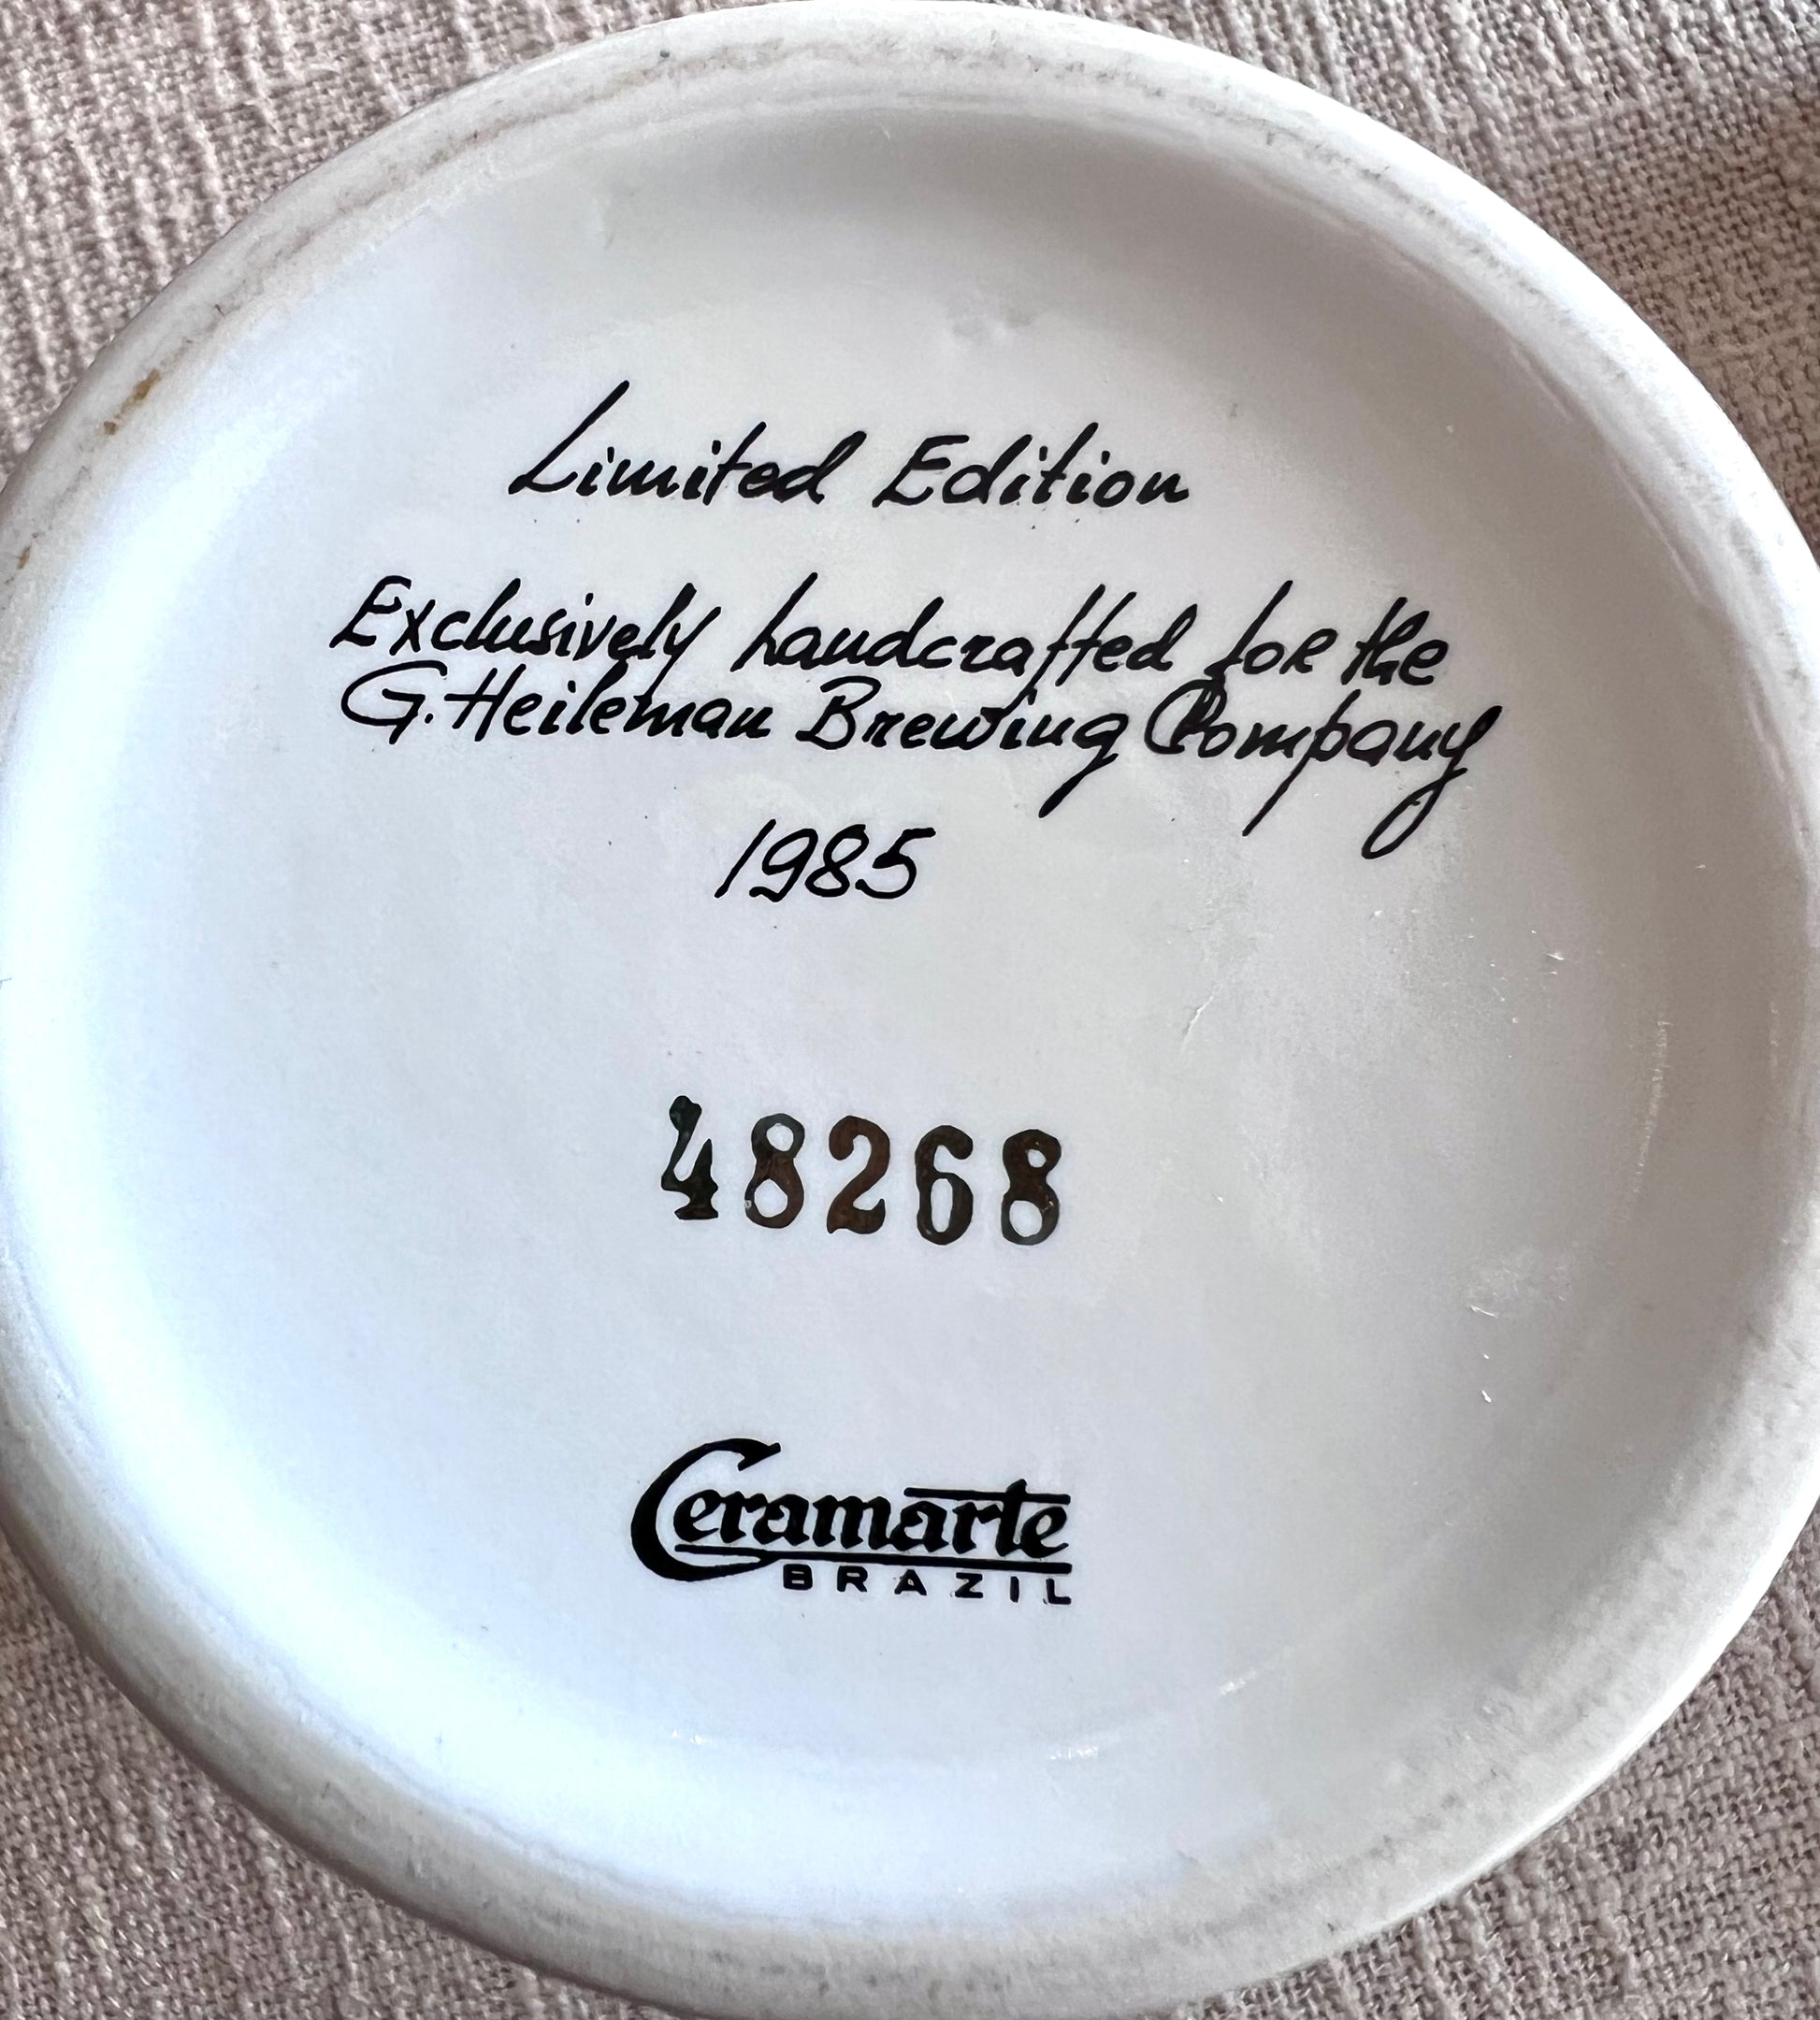 Limited Edition
Exclusively handcrafted for the
G. Heileman Brewing Company
1985
48268
Ceramarte
BRAZIL